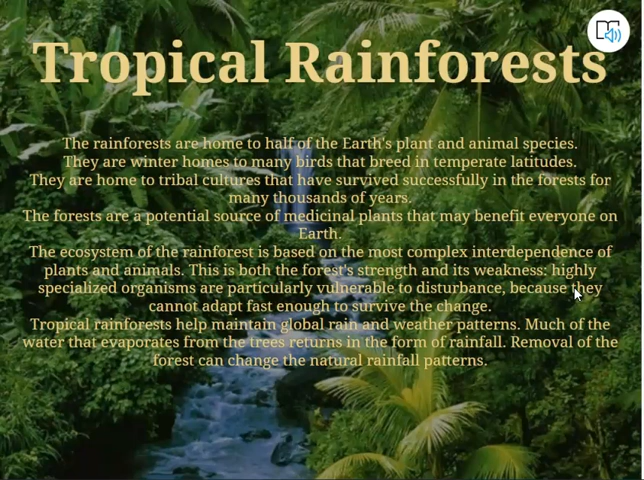 Tropical Rainforests
The rainforests are home to half of the Earth's plant and animal species.
They are winter homes to many birds that breed in temperate latitudes.
They are home to tribal cultures that have survived successfully in the forests for
many thousands of years.
The forests are a potential source of medicinal plants that may benefit everyone on
Earth.
The ecosystem of the rainforest is based on the most complex interdependence of
plants and animals. This is both the forest's strength and its weakness: highly
specialized organisms are particularly vulnerable to disturbance, because they
cannot adapt fast enough to survive the change.
Tropical rainforests help maintain global rain and weather patterns. Much of the
water that evaporates from the trees returns in the form of rainfall. Removal of the
forest can change the natural rainfall patterns.